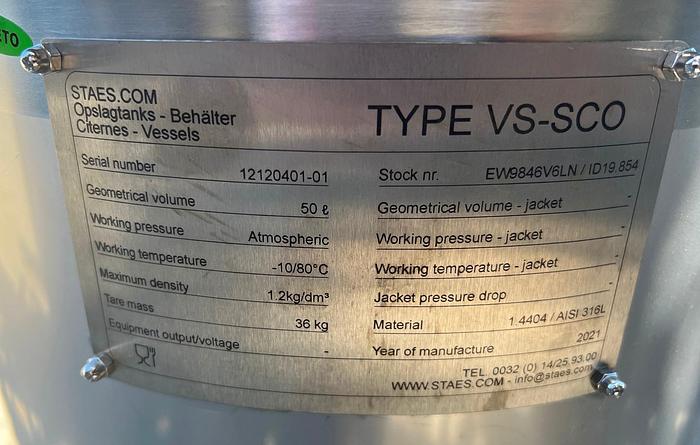 ETO
STAES.COM
Opslagtanks - Behälter
Citernes - Vessels
TYPE VS-SCO
Serial number 12120401-01
Geometrical volume 50 ℓ
Working pressure Atmospheric
Working temperature -10/80°C
Maximum density 1.2kg/dm³
Tare mass 36 kg
Equipment output/voltage -
Stock nr. EW9846V6LN / ID19.854
Geometrical volume - jacket -
Working pressure - jacket -
Working temperature - jacket -
Jacket pressure drop -
Material 1.4404 / AISI 316L
Year of manufacture 2021
TEL. 0032 (0) 14/25.93.00
WWW.STAES.COM - info@staes.com